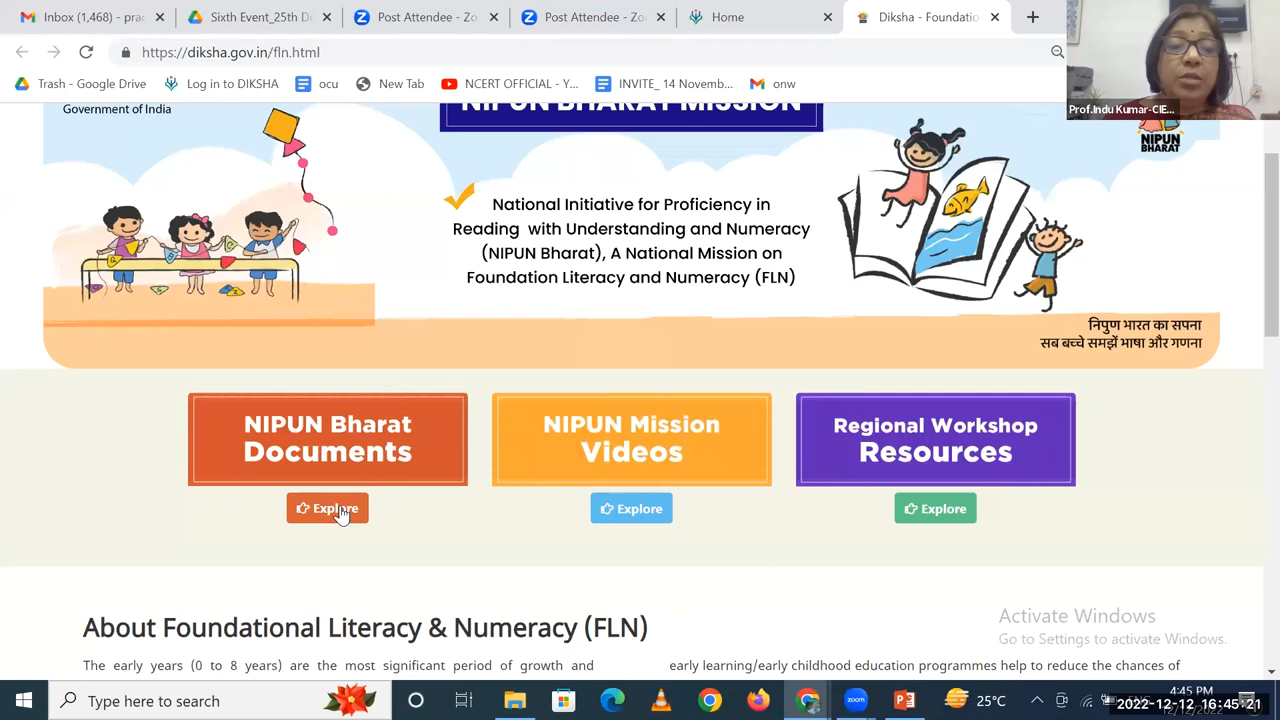 Inbox (1,468) - prac
Sixth Event_25th D
Post Attendee - Zo
Post Attendee - Zo
Home
Diksha - Foundatio
https://diksha.gov.in/fln.html
Trash - Google Drive
Log in to DIKSHA
ocu
New Tab
NCERT OFFICIAL - Y...
INVITE_ 14 Novemb...
onw
Prof.Indu Kumar-CIE...
Government of India
NIPUN BHARAT MISSION
NIPUN
BHARAT
National Initiative for Proficiency in
Reading with Understanding and Numeracy
(NIPUN Bharat), A National Mission on
Foundation Literacy and Numeracy (FLN)
निपुण भारत का सपना
सब बच्चे समझें भाषा और गणना
NIPUN Bharat
Documents
Explore
NIPUN Mission
Videos
Explore
Regional Workshop
Resources
Explore
About Foundational Literacy & Numeracy (FLN)
The early years (0 to 8 years) are the most significant period of growth and
early learning/early childhood education programmes help to reduce the chances of
Activate Windows
Go to Settings to activate Windows.
Type here to search
zoom
25°C
4:45 PM
2022-12-12 16:45:21